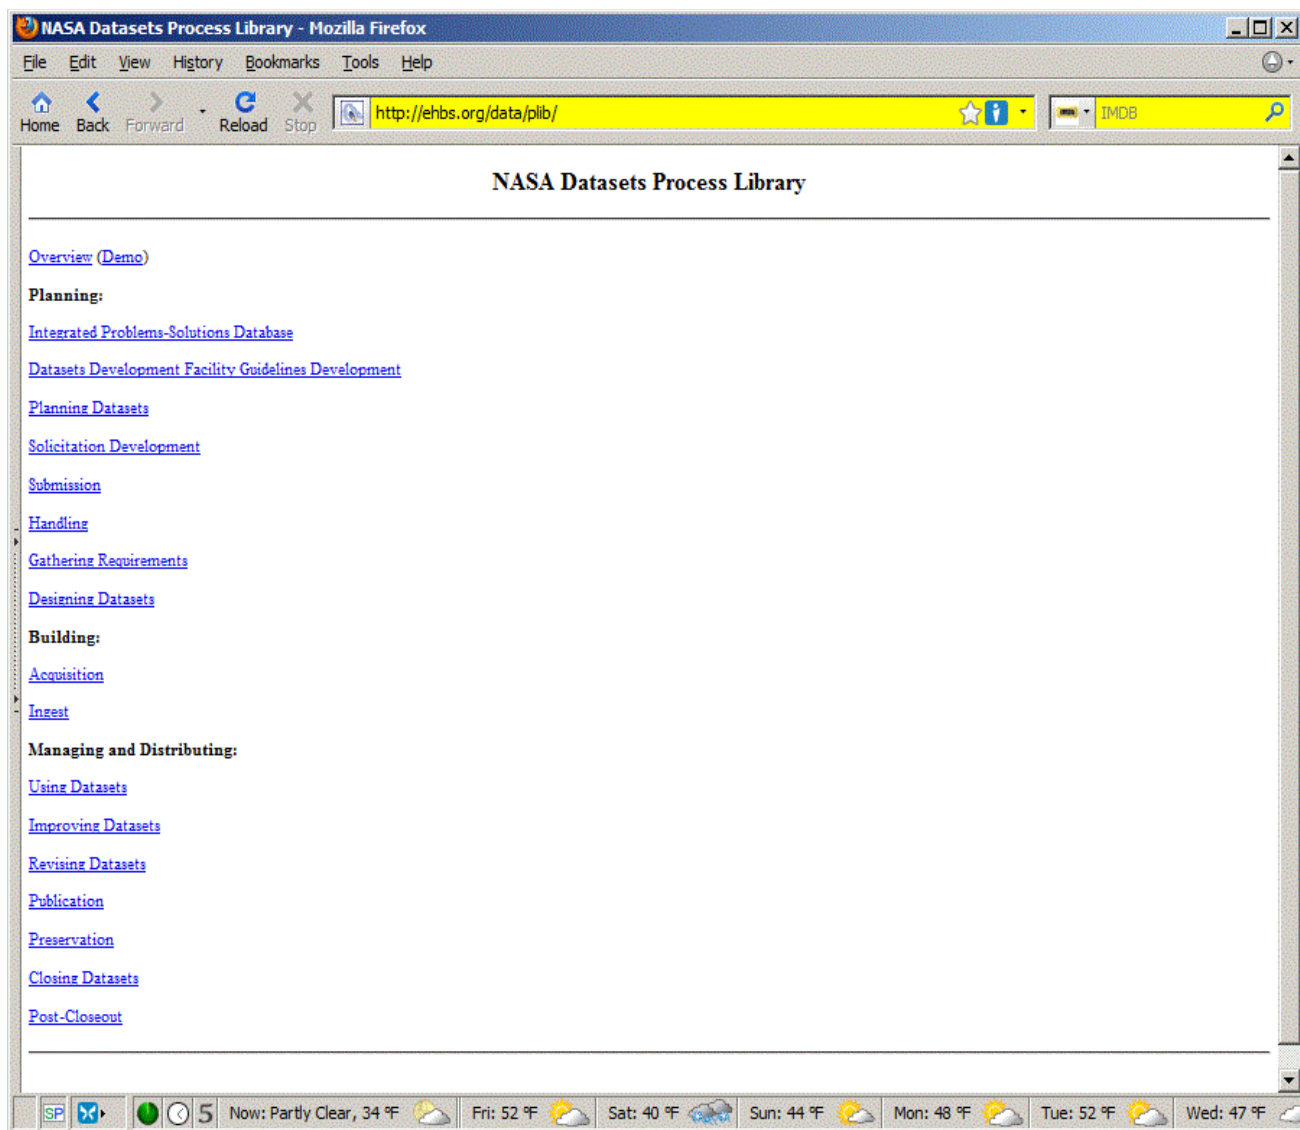 NASA Datasets Process Library - Mozilla Firefox
File Edit View History Bookmarks Tools Help
Home Back Forward Reload Stop http://ehbs.org/data/plib/ IMDB
NASA Datasets Process Library
Overview (Demo)
Planning:
Integrated Problems-Solutions Database
Datasets Development Facility Guidelines Development
Planning Datasets
Solicitation Development
Submission
Handling
Gathering Requirements
Designing Datasets
Building:
Acquisition
Ingest
Managing and Distributing:
Using Datasets
Improving Datasets
Revising Datasets
Publication
Preservation
Closing Datasets
Post-Closeout
SP 5 Now: Partly Clear, 34 °F Fri: 52 °F Sat: 40 °F Sun: 44 °F Mon: 48 °F Tue: 52 °F Wed: 47 °F